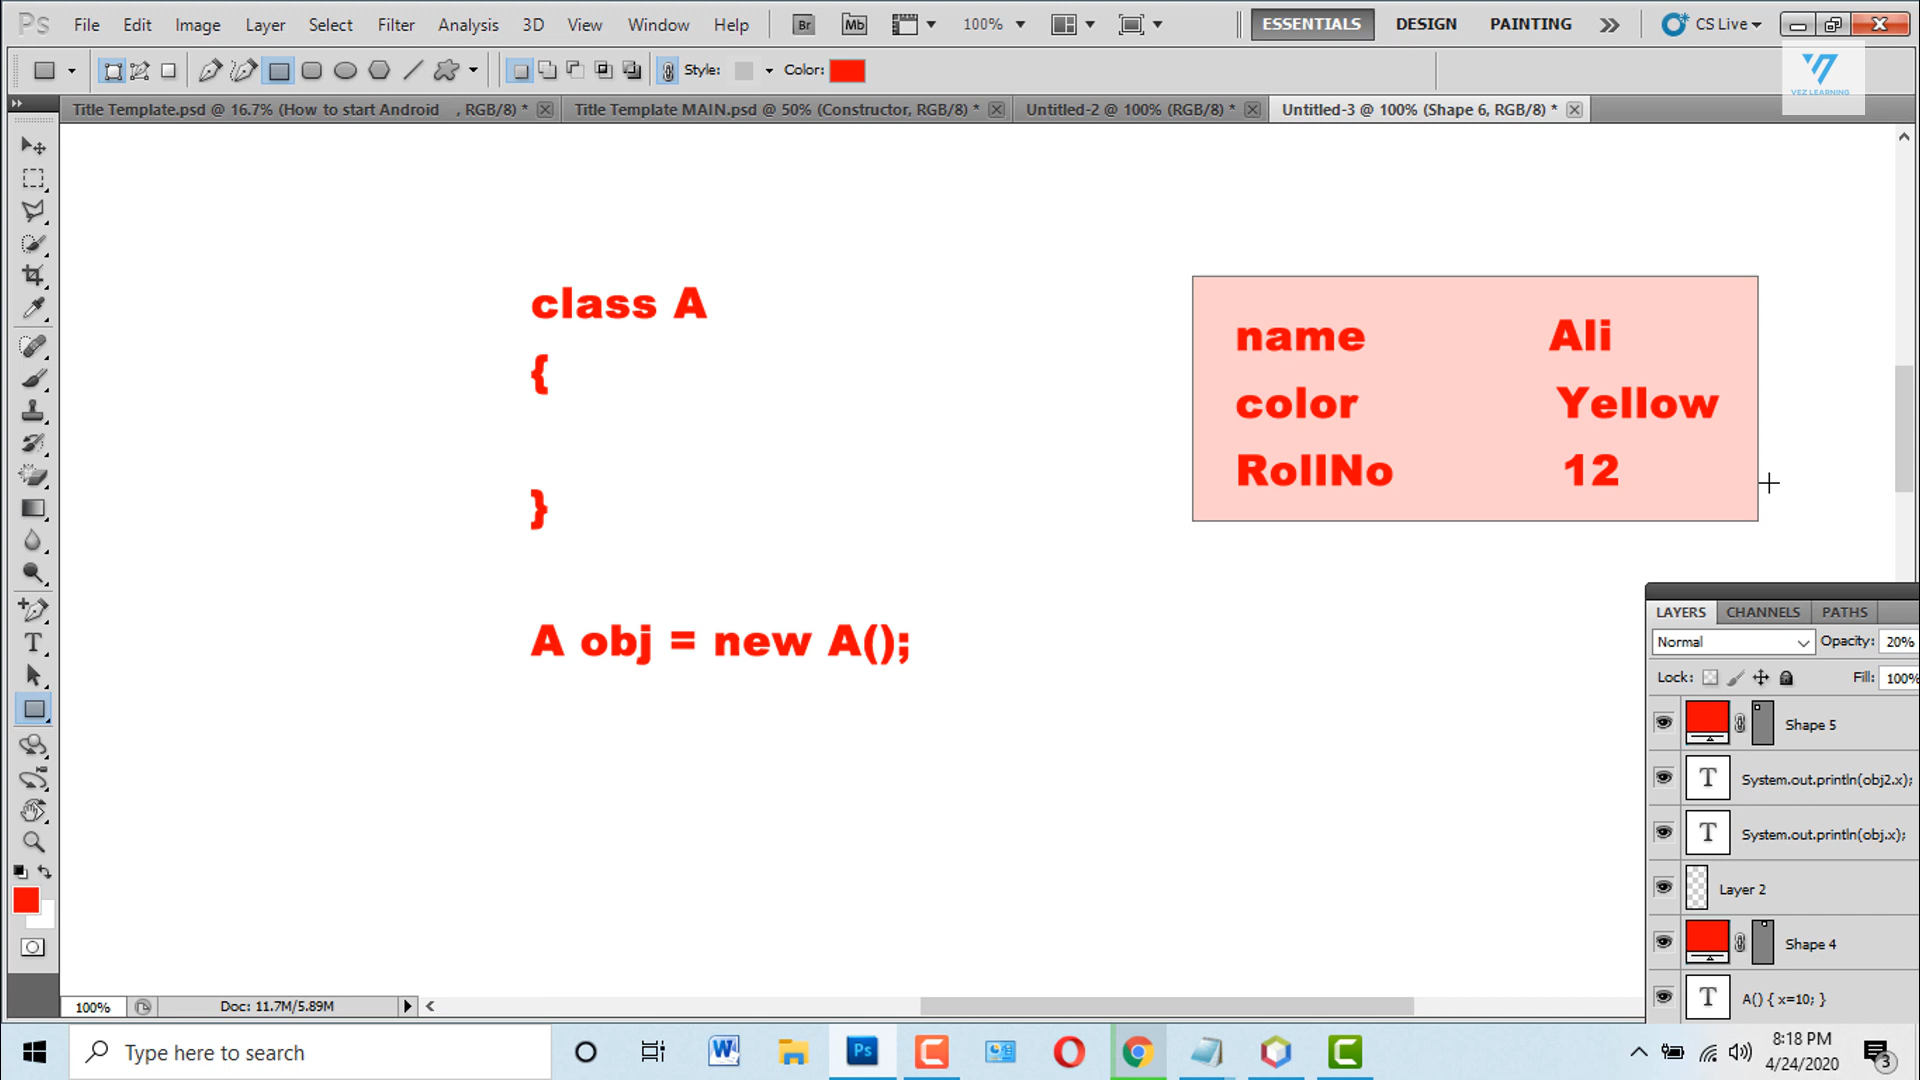 Ps File Edit Image Layer Select Filter Analysis 3D View Window Help Br Mb 100% ESSENTIALS DESIGN PAINTING CS Live
Style: Color:
VEZ LEARNING
Title Template.psd @ 16.7% (How to start Android , RGB/8) * Title Template MAIN.psd @ 50% (Constructor, RGB/8) * Untitled-2 @ 100% (RGB/8) * Untitled-3 @ 100% (Shape 6, RGB/8) *
class A
{
}
A obj = new A();
name Ali
color Yellow
RollNo 12
LAYERS CHANNELS PATHS
Normal Opacity: 20%
Lock: Fill: 100%
Shape 5
T System.out.println(obj2.x);
T System.out.println(obj.x);
Layer 2
Shape 4
T A() { x=10; }
T
100% Doc: 11.7M/5.89M
Type here to search
W Ps
8:18 PM
4/24/2020
3